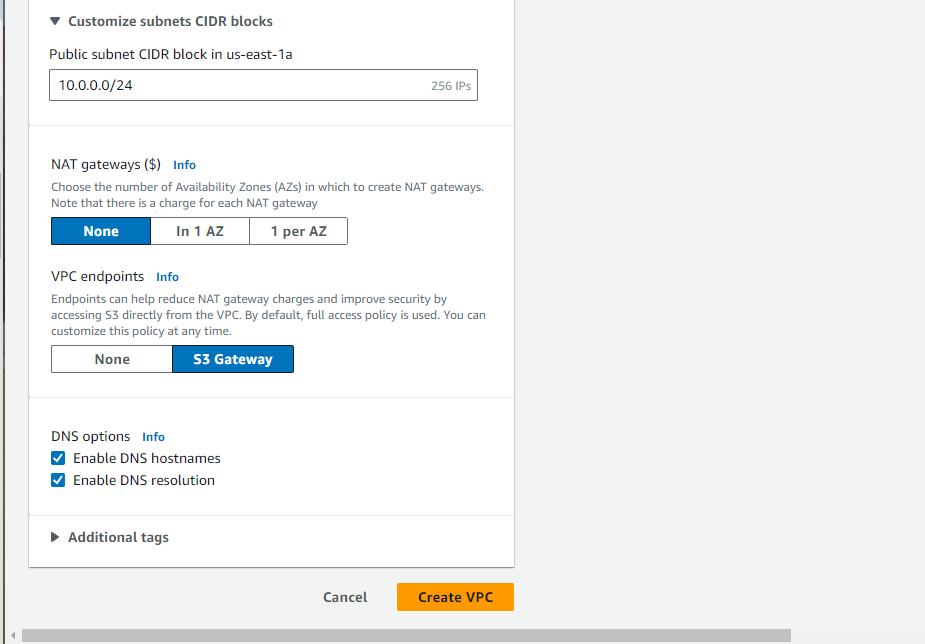 Customize subnets CIDR blocks
Public subnet CIDR block in us-east-1a
10.0.0.0/24 256 IPs
NAT gateways ($) Info
Choose the number of Availability Zones (AZs) in which to create NAT gateways.
Note that there is a charge for each NAT gateway
None In 1 AZ 1 per AZ
VPC endpoints Info
Endpoints can help reduce NAT gateway charges and improve security by
accessing S3 directly from the VPC. By default, full access policy is used. You can
customize this policy at any time.
None S3 Gateway
DNS options Info
Enable DNS hostnames
Enable DNS resolution
Additional tags
Cancel Create VPC